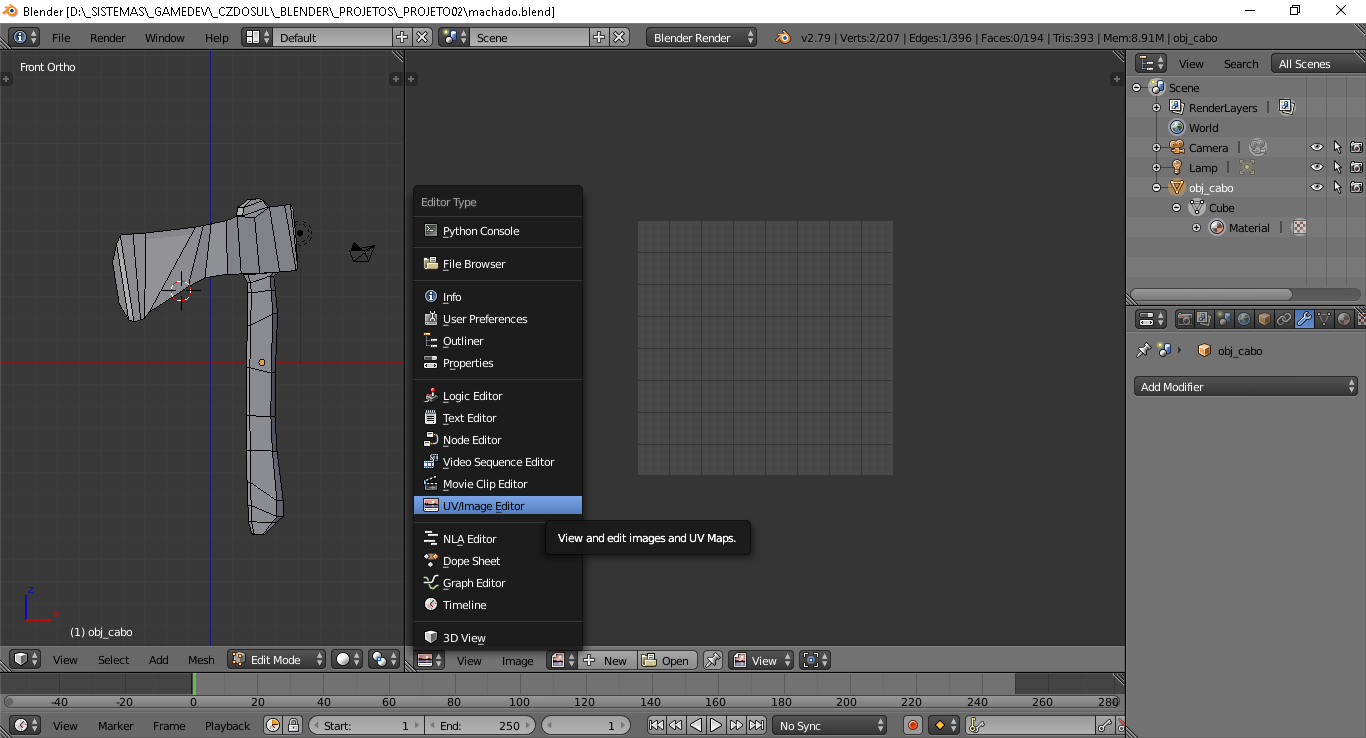 Blender [D:\_SISTEMAS\_GAMEDEV\_CZDOSUL\_BLENDER\_PROJETOS\_PROJETO02\machado.blend]
File Render Window Help Default Scene Blender Render v2.79 | Verts:2/207 | Edges:1/396 | Faces:0/194 | Tris:393 | Mem:8.91M | obj_cabo
Front Ortho
z
x
(1) obj_cabo
View Select Add Mesh Edit Mode
Editor Type
Python Console
File Browser
Info
User Preferences
Outliner
Properties
Logic Editor
Text Editor
Node Editor
Video Sequence Editor
Movie Clip Editor
UV/Image Editor
View and edit images and UV Maps.
NLA Editor
Dope Sheet
Graph Editor
Timeline
3D View
View Image New Open View
View Search All Scenes
Scene
RenderLayers
World
Camera
Lamp
obj_cabo
Cube
Material
obj_cabo
Add Modifier
-40 -20 0 20 40 60 80 100 120 140 160 180 200 220 240 260 280
View Marker Frame Playback Start: 1 End: 250 1 No Sync